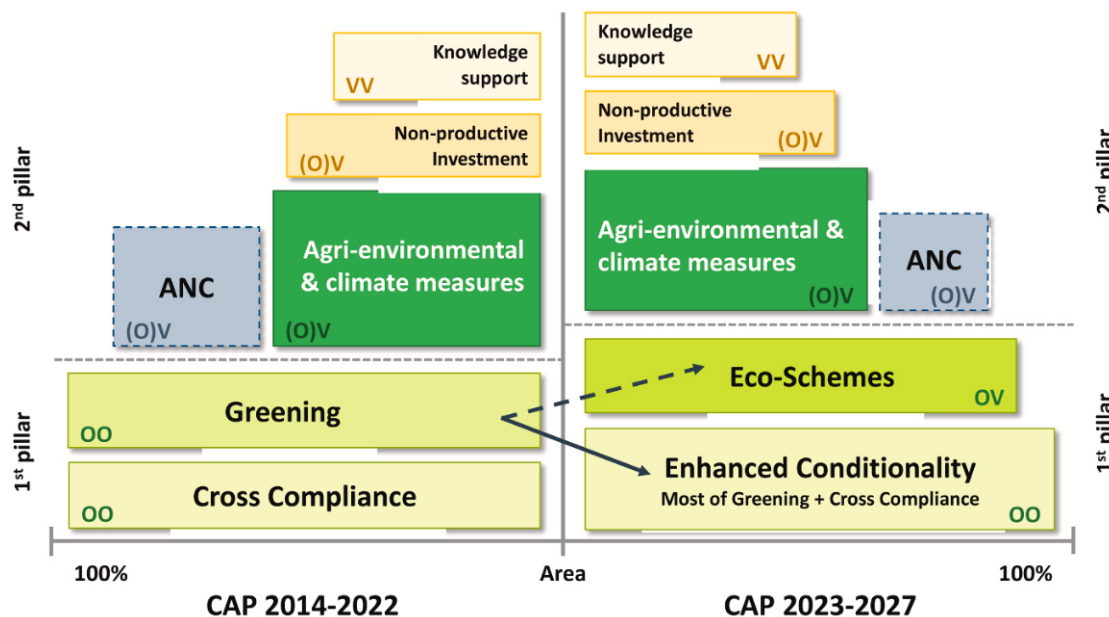 Knowledge
support
VV
Non-productive
Investment
(O)V
Agri-environmental
& climate measures
(O)V
ANC
(O)V
2nd pillar
Greening
OO
Cross Compliance
OO
1st pillar
Knowledge
support
VV
Non-productive
Investment
(O)V
Agri-environmental &
climate measures
(O)V
ANC
(O)V
2nd pillar
Eco-Schemes
OV
Enhanced Conditionality
Most of Greening + Cross Compliance
OO
1st pillar
100%
Area
100%
CAP 2014-2022
CAP 2023-2027